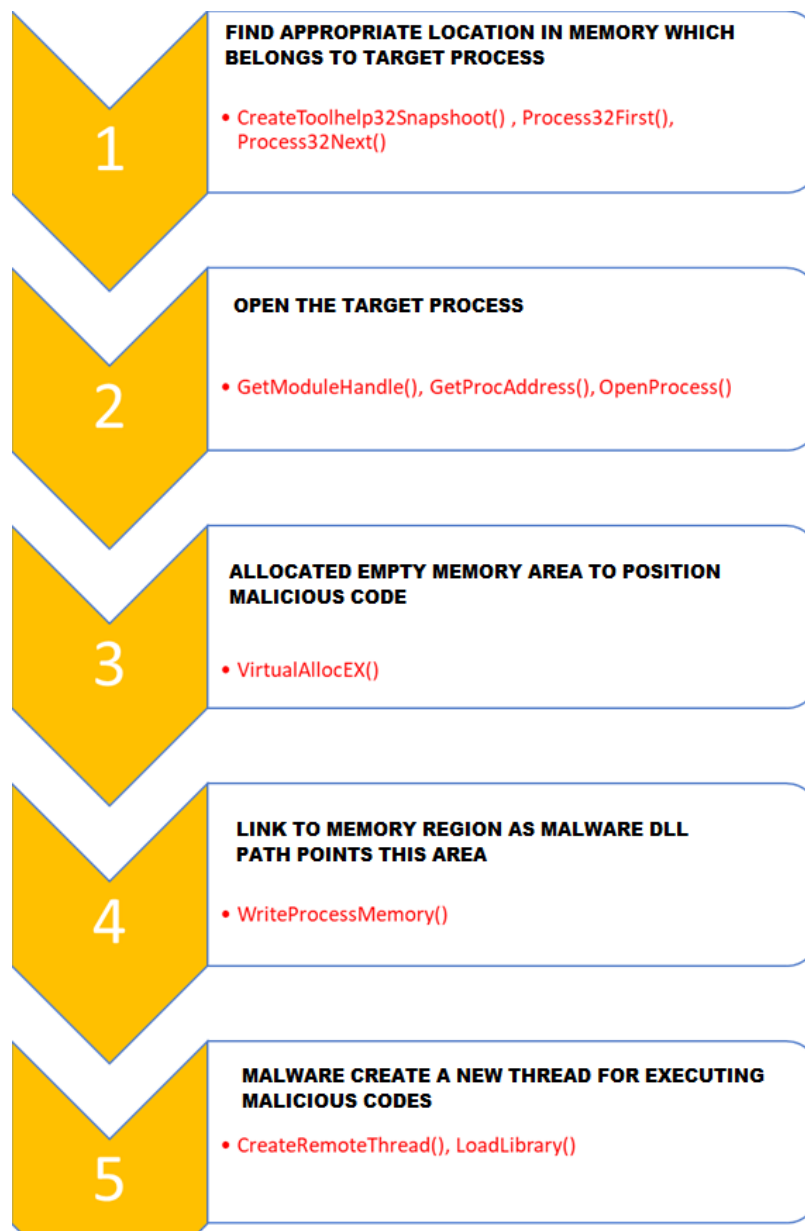 FIND APPROPRIATE LOCATION IN MEMORY WHICH
BELONGS TO TARGET PROCESS
1
• CreateToolhelp32Snapshoot() , Process32First(),
Process32Next()
OPEN THE TARGET PROCESS
2
• GetModuleHandle(), GetProcAddress(), OpenProcess()
ALLOCATED EMPTY MEMORY AREA TO POSITION
MALICIOUS CODE
3
• VirtualAllocEX()
LINK TO MEMORY REGION AS MALWARE DLL
PATH POINTS THIS AREA
4
• WriteProcessMemory()
MALWARE CREATE A NEW THREAD FOR EXECUTING
MALICIOUS CODES
5
• CreateRemoteThread(), LoadLibrary()